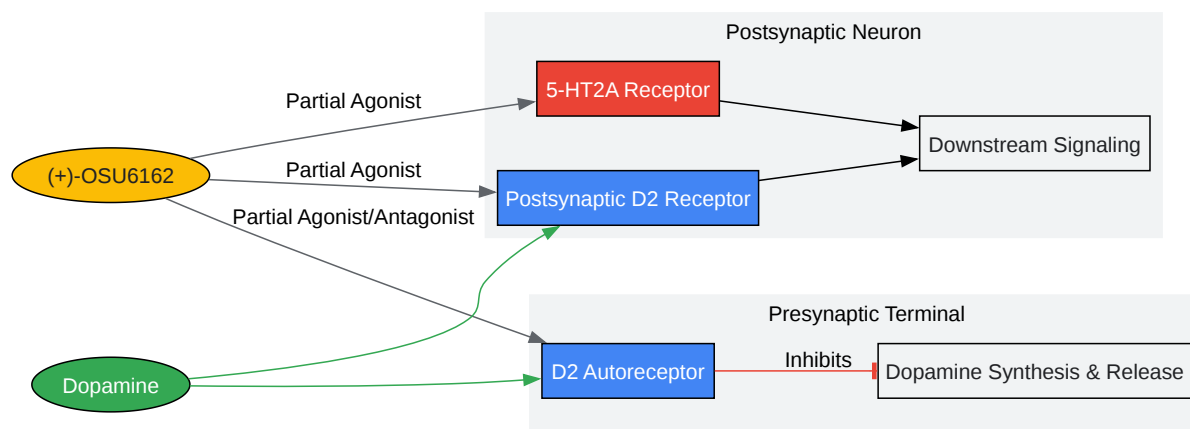 Postsynaptic Neuron
5-HT2A Receptor
Partial Agonist
Downstream Signaling
(+)-OSU6162
Partial Agonist
Postsynaptic D2 Receptor
Partial Agonist/Antagonist
Presynaptic Terminal
Inhibits
D2 Autoreceptor
Dopamine Synthesis & Release
Dopamine